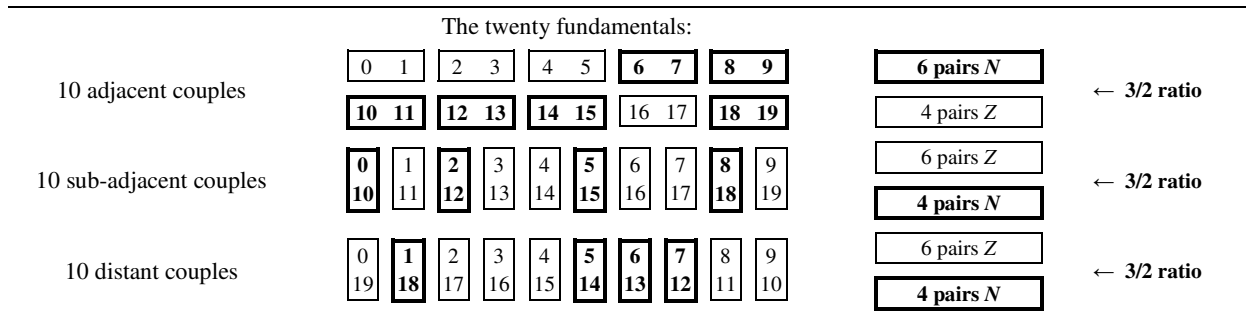 The twenty fundamentals:
10 adjacent couples
0 1 2 3 4 5 6 7 8 9
10 11 12 13 14 15 16 17 18 19
6 pairs N
4 pairs Z
← 3/2 ratio
10 sub-adjacent couples
0 1 2 3 4 5 6 7 8 9
10 11 12 13 14 15 16 17 18 19
6 pairs Z
4 pairs N
← 3/2 ratio
10 distant couples
0 1 2 3 4 5 6 7 8 9
19 18 17 16 15 14 13 12 11 10
6 pairs Z
4 pairs N
← 3/2 ratio